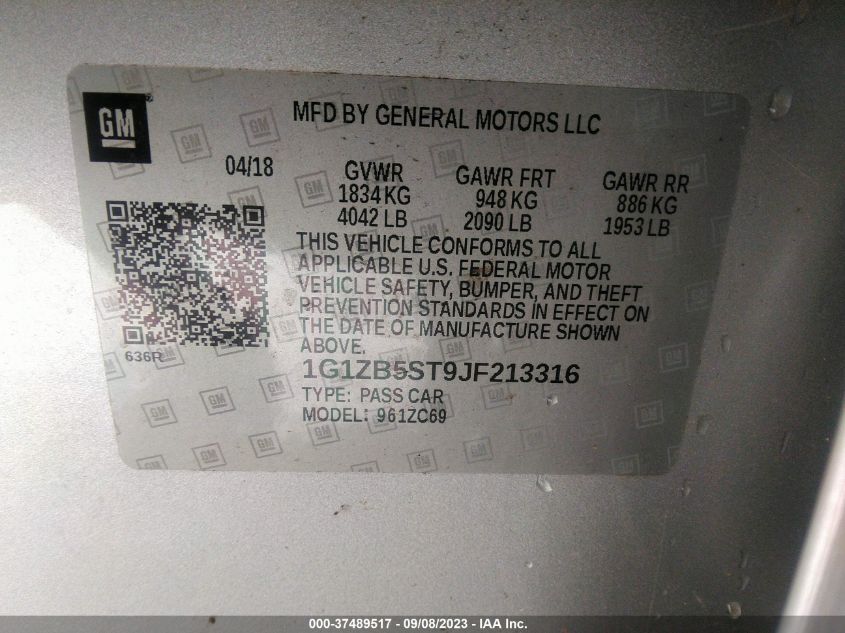 GM
MFD BY GENERAL MOTORS LLC
04/18
GVWR
1834 KG
4042 LB
GAWR FRT
948 KG
2090 LB
GAWR RR
886 KG
1953 LB
THIS VEHICLE CONFORMS TO ALL
APPLICABLE U.S. FEDERAL MOTOR
VEHICLE SAFETY, BUMPER, AND THEFT
PREVENTION STANDARDS IN EFFECT ON
THE DATE OF MANUFACTURE SHOWN
ABOVE.
636R
1G1ZB5ST9JF213316
TYPE: PASS CAR
MODEL: 961ZC69
000-37489517 - 09/08/2023 - IAA Inc.